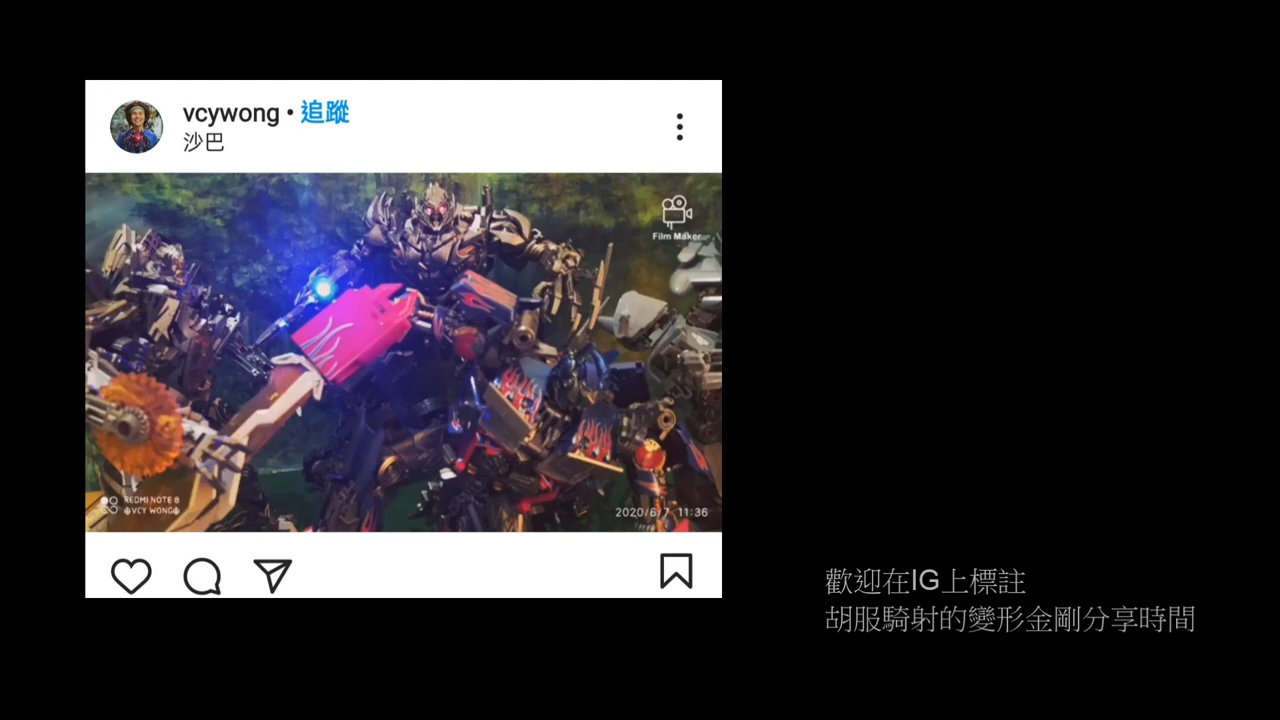 vcywong • 追蹤
沙巴
Film Maker
REDMI NOTE 8
VCY WONG
2020/6/7 11:36
歡迎在IG上標註
胡服騎射的變形金剛分享時間